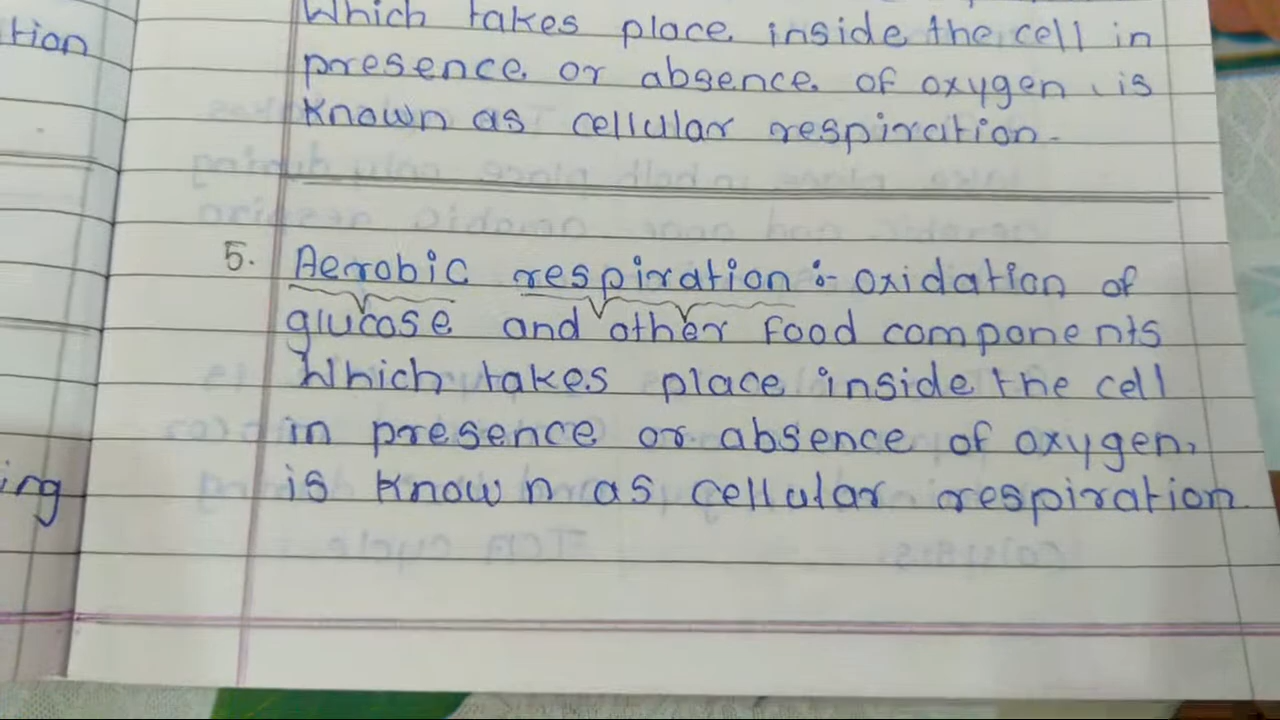 tion
Which takes place inside the cell in
presence or absence of oxygen, is
Known as cellular respiration.
5. Aerobic respiration :- oxidation of
glucose and other food components
Which takes place inside the cell
in presence or absence of oxygen,
is Known as cellular respiration
ing